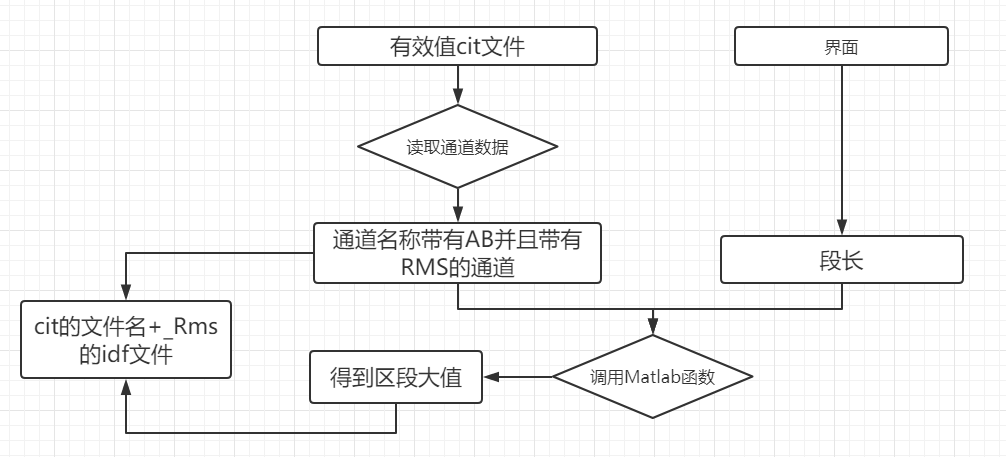 有效值cit文件
界面
读取通道数据
通道名称带有AB并且带有
RMS的通道
段长
cit的文件名+_Rms
的idf文件
得到区段大值
调用Matlab函数